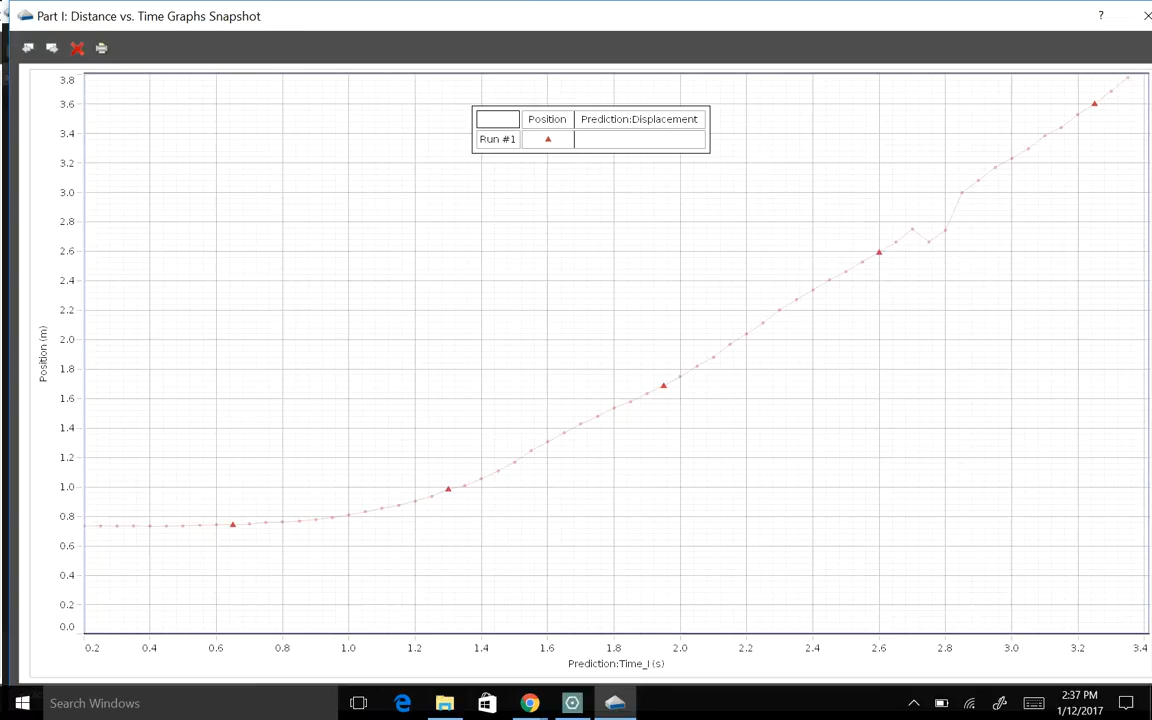 Part I: Distance vs. Time Graphs Snapshot
?
3.8
3.6
3.4
3.2
3.0
2.8
2.6
2.4
2.2
2.0
1.8
1.6
1.4
1.2
1.0
0.8
0.6
0.4
0.2
0.0
Position (m)
Position Prediction:Displacement
Run #1
0.2 0.4 0.6 0.8 1.0 1.2 1.4 1.6 1.8 2.0 2.2 2.4 2.6 2.8 3.0 3.2 3.4
Prediction:Time_I (s)
Search Windows
2:37 PM
1/12/2017